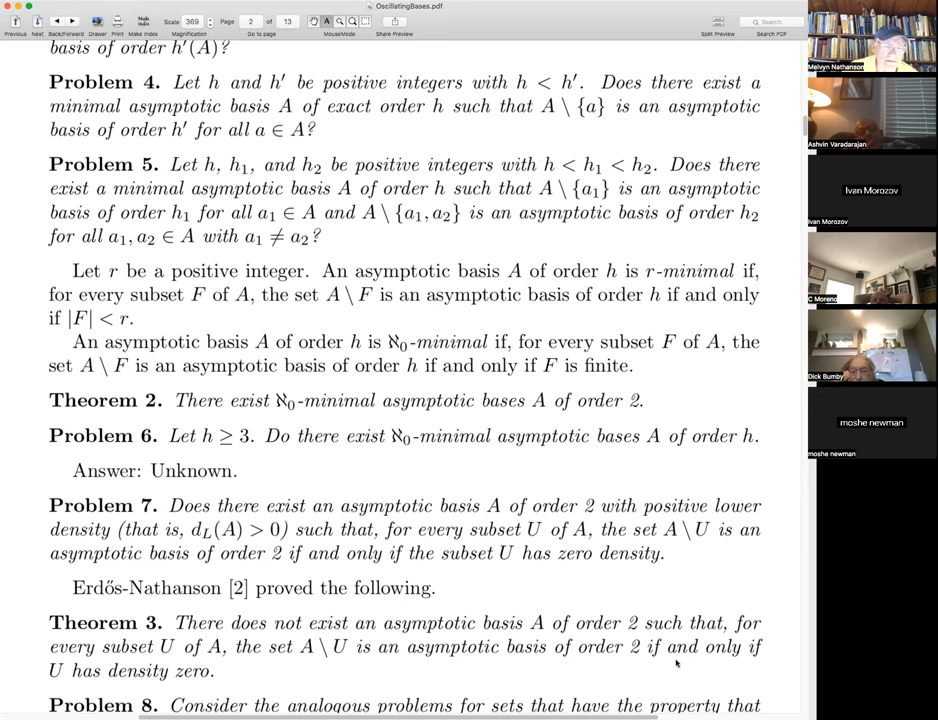 OscillatingBases.pdf
Previous Next Back/Forward Drawer Print Make Index Scale 369 Magnification Page 2 of 13 Go to page MouseMode Share Preview Split Preview Search Search PDF
Make
Index
basis of order h′(A)?
Problem 4. Let h and h′ be positive integers with h < h′. Does there exist a
minimal asymptotic basis A of exact order h such that A \ {a} is an asymptotic
basis of order h′ for all a ∈ A?
Problem 5. Let h, h₁, and h₂ be positive integers with h < h₁ < h₂. Does there
exist a minimal asymptotic basis A of order h such that A \ {a₁} is an asymptotic
basis of order h₁ for all a₁ ∈ A and A \ {a₁, a₂} is an asymptotic basis of order h₂
for all a₁, a₂ ∈ A with a₁ ≠ a₂?
Let r be a positive integer. An asymptotic basis A of order h is r-minimal if,
for every subset F of A, the set A \ F is an asymptotic basis of order h if and only
if |F| < r.
An asymptotic basis A of order h is ℵ₀-minimal if, for every subset F of A, the
set A \ F is an asymptotic basis of order h if and only if F is finite.
Theorem 2. There exist ℵ₀-minimal asymptotic bases A of order 2.
Problem 6. Let h ≥ 3. Do there exist ℵ₀-minimal asymptotic bases A of order h.
Answer: Unknown.
Problem 7. Does there exist an asymptotic basis A of order 2 with positive lower
density (that is, d_L(A) > 0) such that, for every subset U of A, the set A \ U is an
asymptotic basis of order 2 if and only if the subset U has zero density.
Erdős-Nathanson [2] proved the following.
Theorem 3. There does not exist an asymptotic basis A of order 2 such that, for
every subset U of A, the set A \ U is an asymptotic basis of order 2 if and only if
U has density zero.
Problem 8. Consider the analogous problems for sets that have the property that
Melvyn Nathanson
Ashvin Varadarajan
Ivan Morozov
Ivan Morozov
C Moreno
Dick Bumby
moshe newman
moshe newman